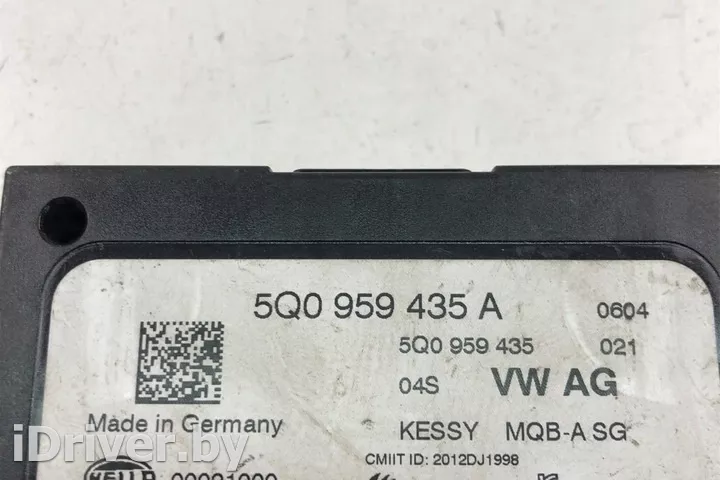 5Q0 959 435 A 0604
5Q0 959 435 021
04S VW AG
Made in Germany KESSY MQB-A SG
CMIIT ID: 2012DJ1998
HELLA
iDriver.by